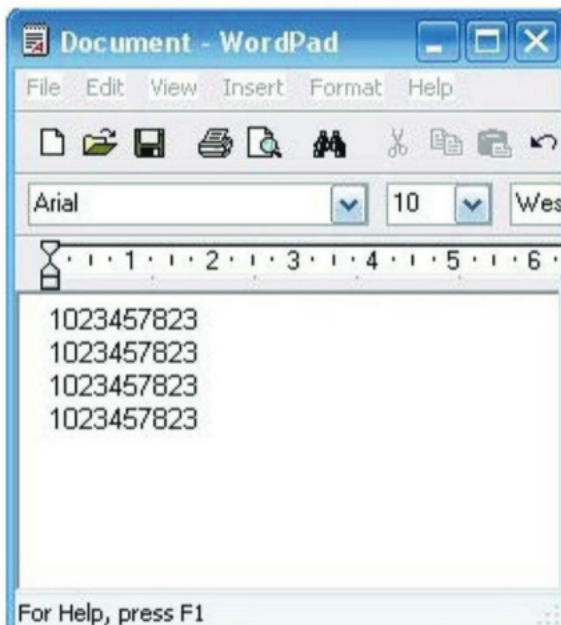 Document - WordPad
File Edit View Insert Format Help
Arial 10 Wes
1 2 3 4 5 6
1023457823
1023457823
1023457823
1023457823
For Help, press F1